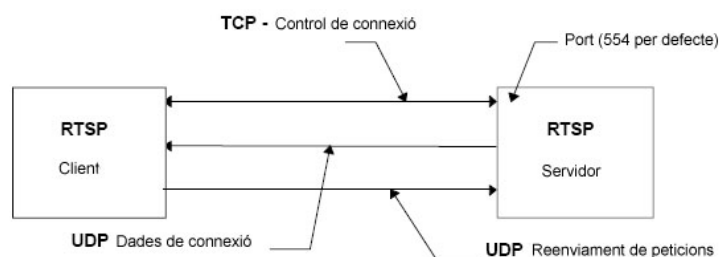 TCP - Control de connexió
Port (554 per defecte)
RTSP
Client
RTSP
Servidor
UDP Dades de connexió
UDP Reenviament de peticions